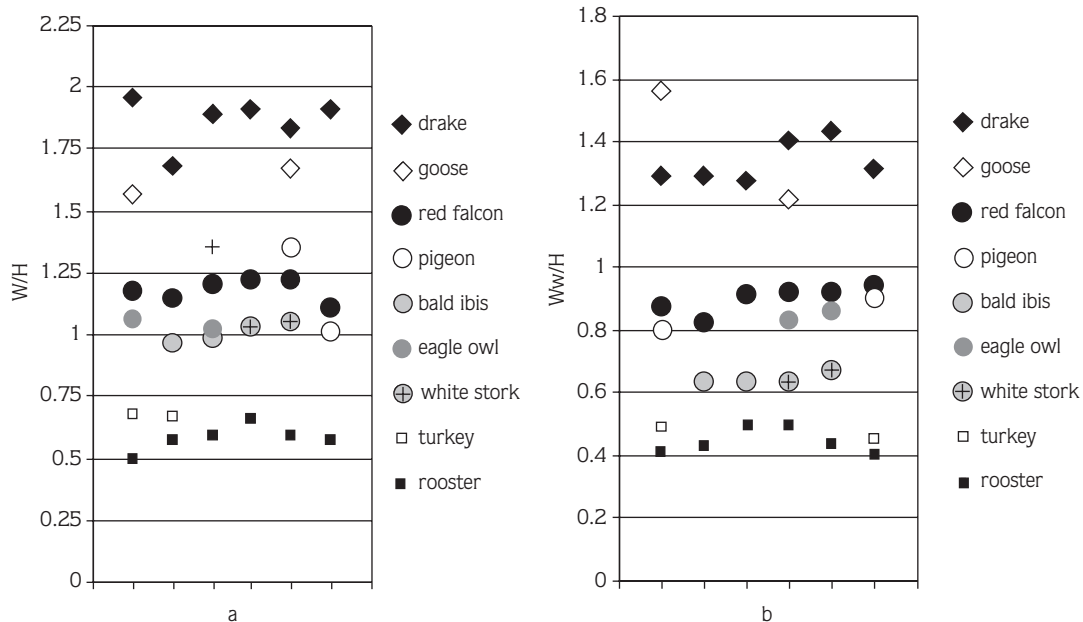 2.25
2
1.75
1.5
1.25
1
0.75
0.5
0.25
0
W/H
a
drake
goose
red falcon
pigeon
bald ibis
eagle owl
white stork
turkey
rooster
1.8
1.6
1.4
1.2
1
0.8
0.6
0.4
0.2
0
Ww/H
b
drake
goose
red falcon
pigeon
bald ibis
eagle owl
white stork
turkey
rooster